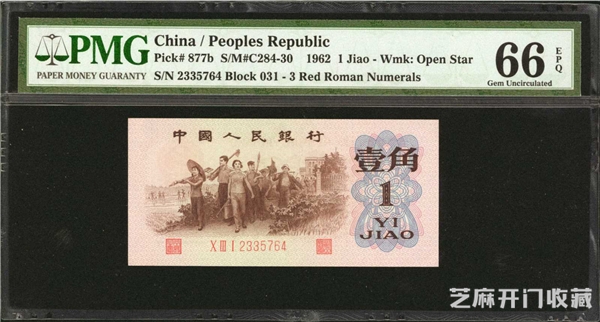 PMG
PAPER MONEY GUARANTY
China / Peoples Republic
Pick# 877b S/M#C284-30 1962 1 Jiao - Wmk: Open Star
S/N 2335764 Block 031 - 3 Red Roman Numerals
66 EPQ
Gem Uncirculated
中國人民銀行
壹角
1
YI
JIAO
X III I 2335764
芝麻开门收藏